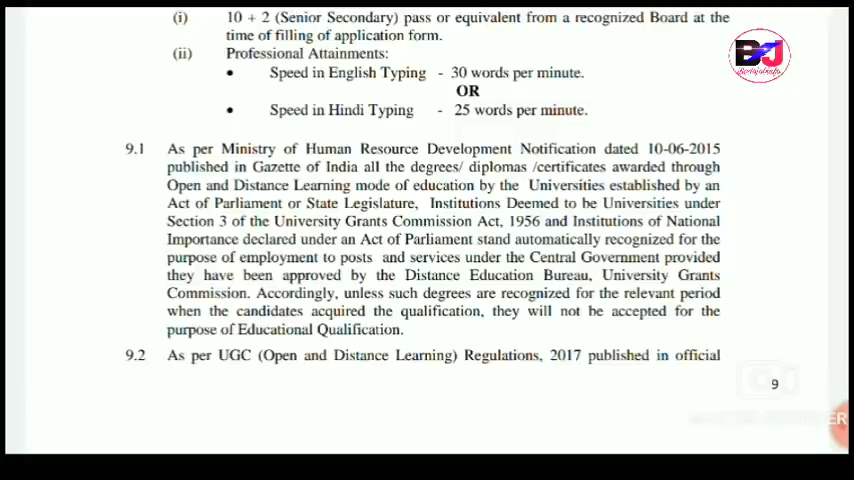 (i) 10 + 2 (Senior Secondary) pass or equivalent from a recognized Board at the
time of filling of application form.
(ii) Professional Attainments:
• Speed in English Typing - 30 words per minute.
OR
• Speed in Hindi Typing - 25 words per minute.
9.1 As per Ministry of Human Resource Development Notification dated 10-06-2015
published in Gazette of India all the degrees/ diplomas /certificates awarded through
Open and Distance Learning mode of education by the Universities established by an
Act of Parliament or State Legislature, Institutions Deemed to be Universities under
Section 3 of the University Grants Commission Act, 1956 and Institutions of National
Importance declared under an Act of Parliament stand automatically recognized for the
purpose of employment to posts and services under the Central Government provided
they have been approved by the Distance Education Bureau, University Grants
Commission. Accordingly, unless such degrees are recognized for the relevant period
when the candidates acquired the qualification, they will not be accepted for the
purpose of Educational Qualification.
9.2 As per UGC (Open and Distance Learning) Regulations, 2017 published in official
9
BJ